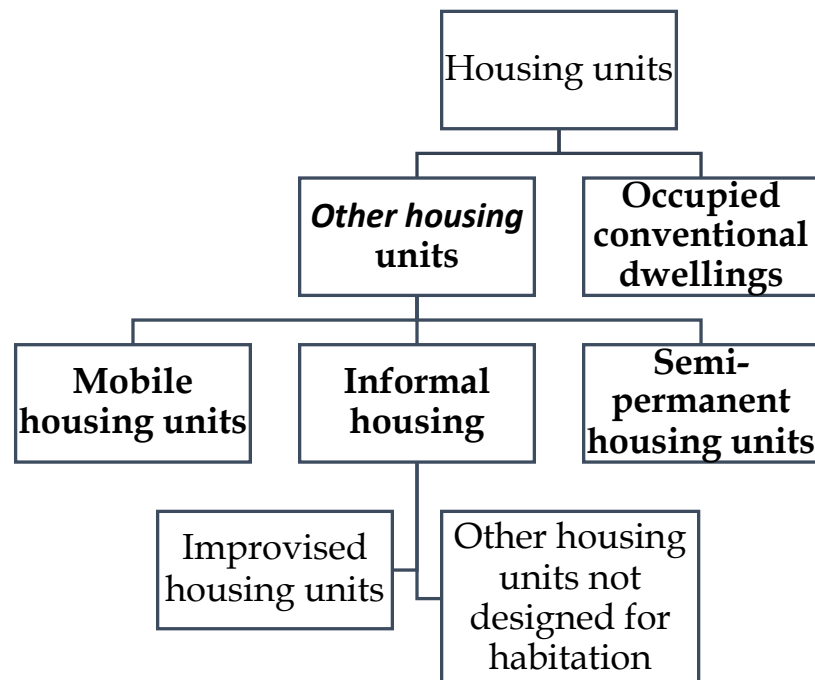 Housing units
Other housing
units
Occupied
conventional
dwellings
Mobile
housing units
Informal
housing
Semi-
permanent
housing units
Improvised
housing units
Other housing
units not
designed for
habitation